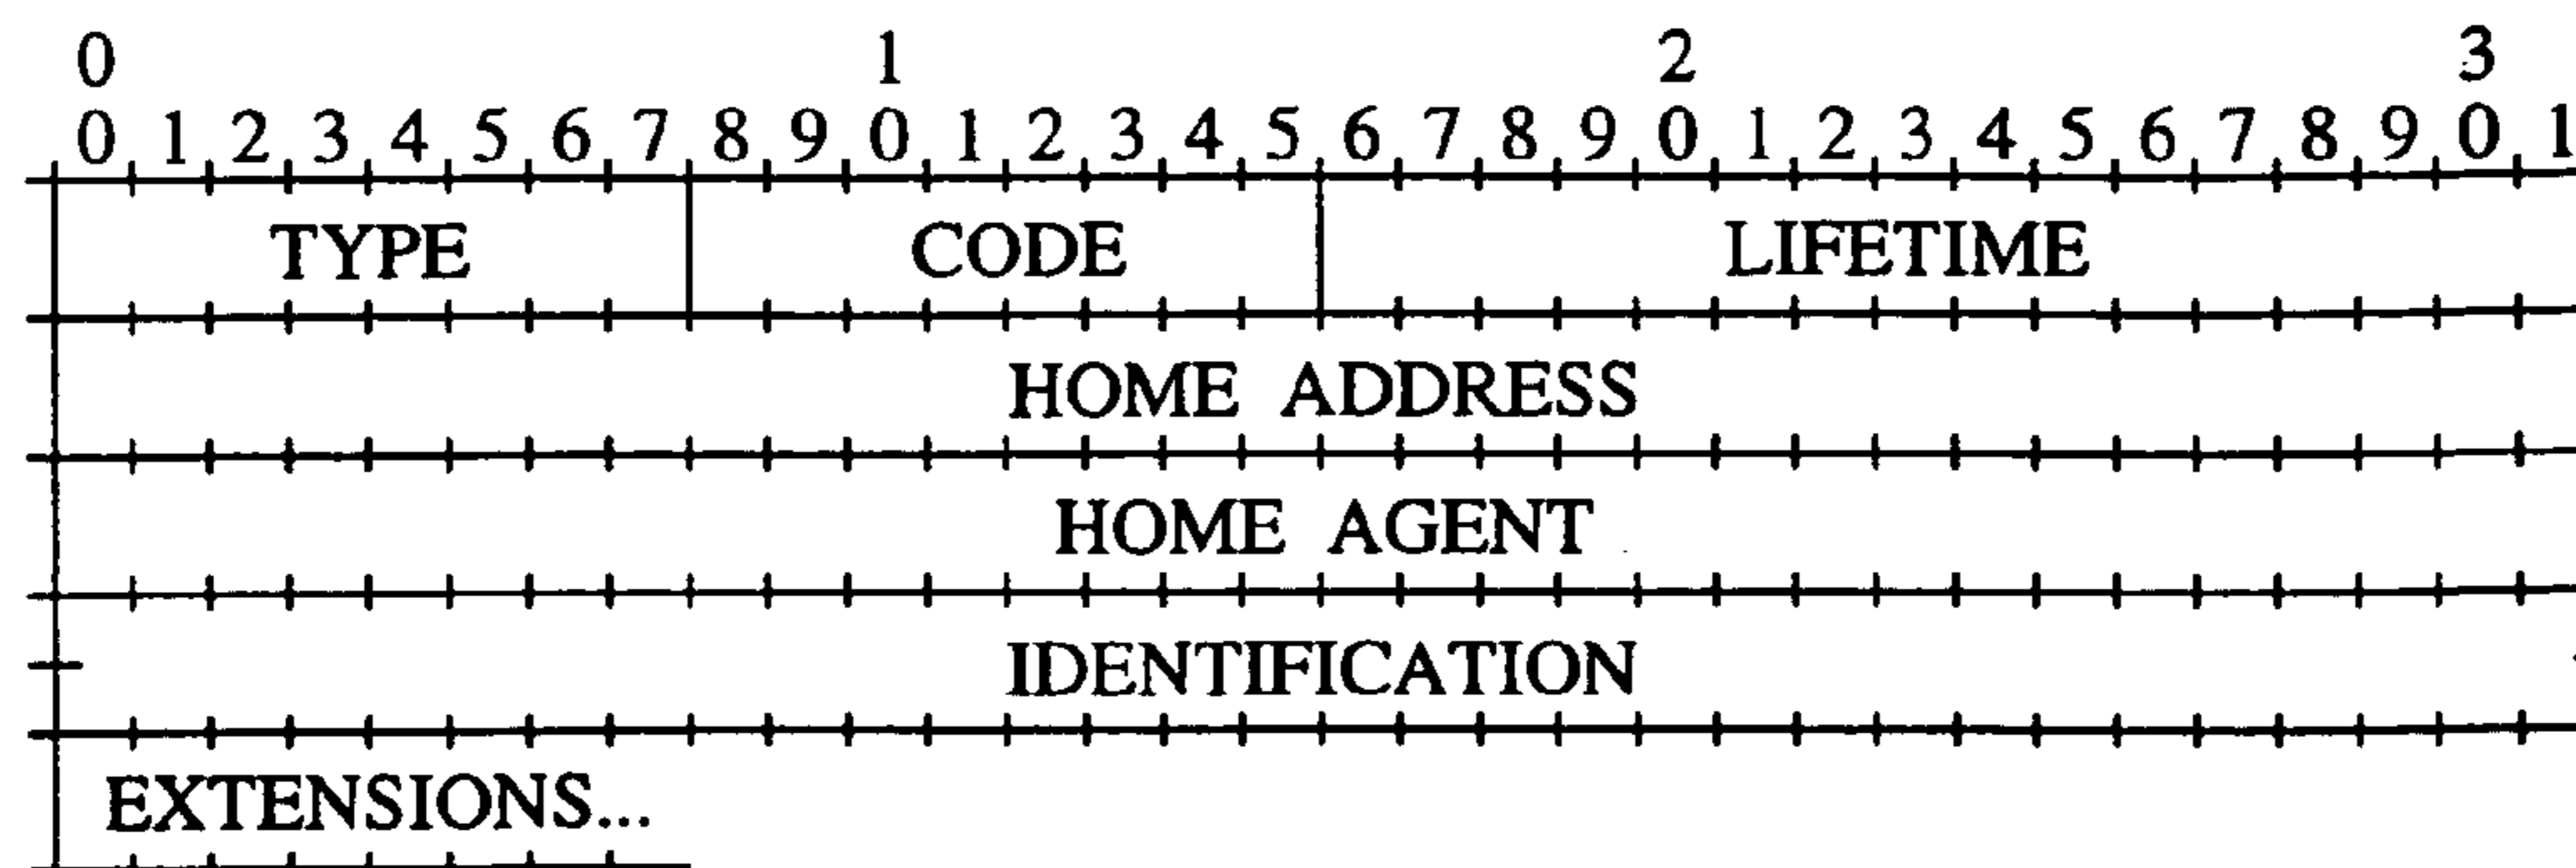 0 1 2 3
0 1 2 3 4 5 6 7 8 9 0 1 2 3 4 5 6 7 8 9 0 1 2 3 4 5 6 7 8 9 0 1
TYPE CODE LIFETIME
HOME ADDRESS
HOME AGENT
IDENTIFICATION
EXTENSIONS...